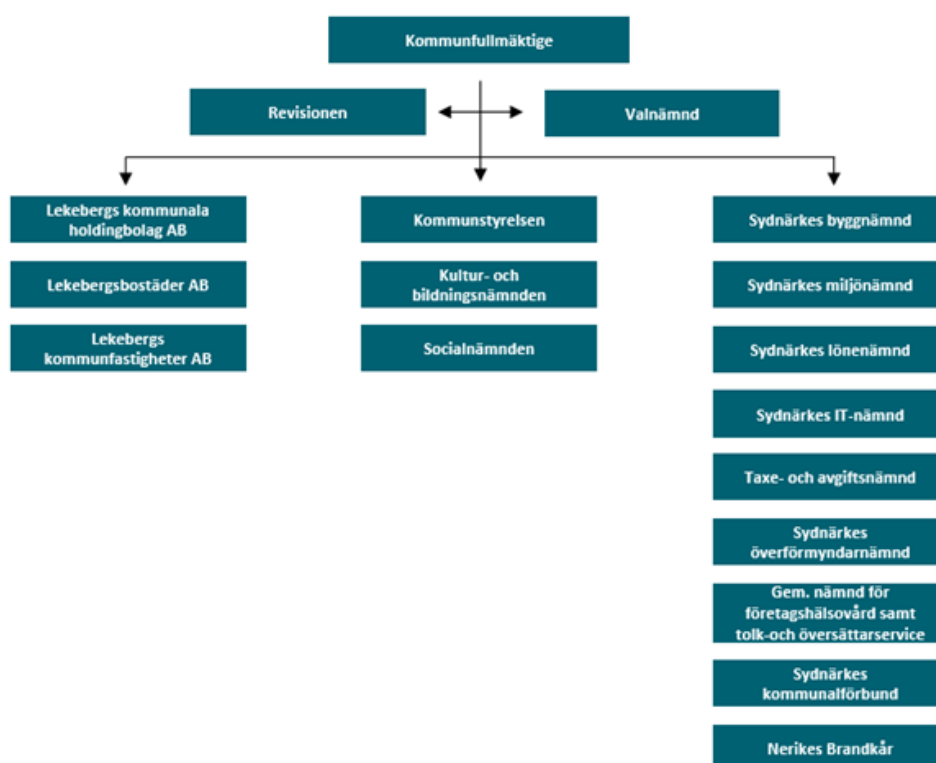 Kommunfullmäktige
Revisionen
Valnämnd
Lekebergs kommunala
holdingbolag AB
Lekebergsbostäder AB
Lekebergs
kommunfastigheter AB
Kommunstyrelsen
Kultur- och
bildningsnämnden
Socialnämnden
Sydnärkes byggnämnd
Sydnärkes miljönämnd
Sydnärkes lönenämnd
Sydnärkes IT-nämnd
Taxe- och avgiftsnämnd
Sydnärkes
överförmyndarnämnd
Gem. nämnd för
företagshälsovård samt
tolk-och översättarservice
Sydnärkes
kommunalförbund
Nerikes Brandkår